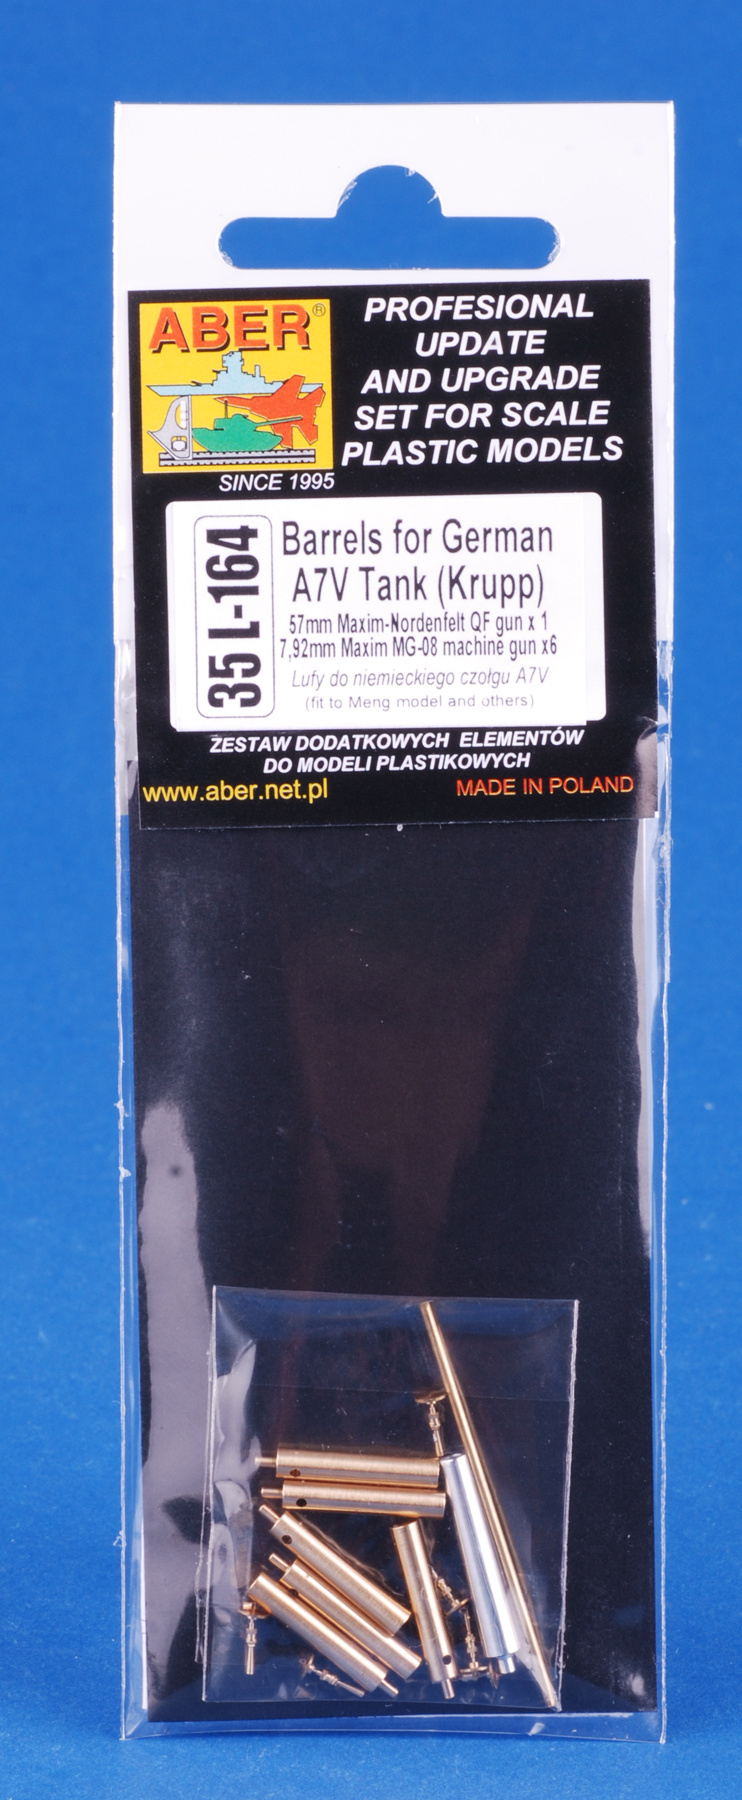 ABER®
SINCE 1995
PROFESIONAL
UPDATE
AND UPGRADE
SET FOR SCALE
PLASTIC MODELS
35 L-164
Barrels for German
A7V Tank (Krupp)
57mm Maxim-Nordenfelt QF gun x 1
7,92mm Maxim MG-08 machine gun x6
Lufy do niemieckiego czołgu A7V
(fit to Meng model and others)
ZESTAW DODATKOWYCH ELEMENTÓW
DO MODELI PLASTIKOWYCH
www.aber.net.pl
MADE IN POLAND